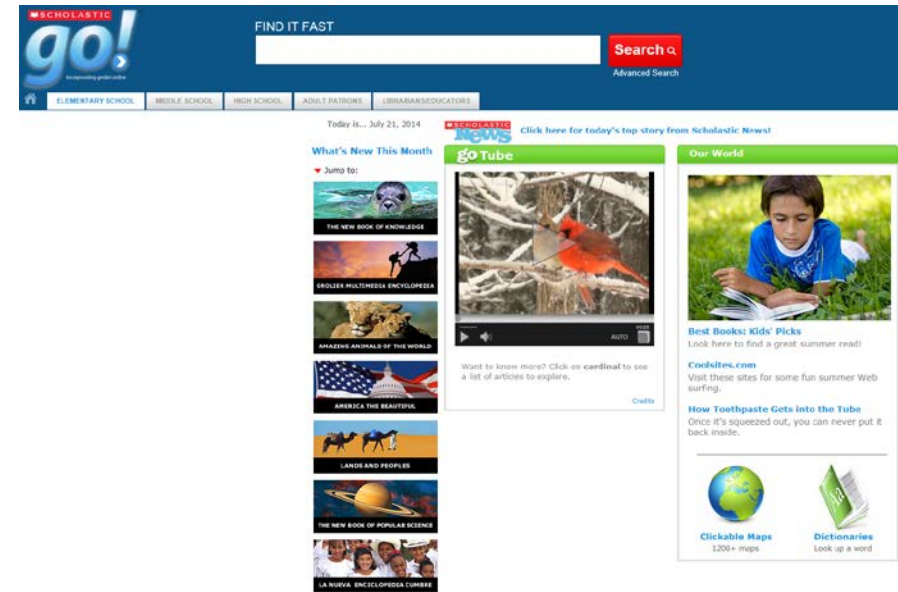 SCHOLASTIC
go!
Incorporating grolier online
FIND IT FAST
Search
Advanced Search
ELEMENTARY SCHOOL
MIDDLE SCHOOL
HIGH SCHOOL
ADULT PATRONS
LIBRARIANS/EDUCATORS
Today is... July 21, 2014
SCHOLASTIC
News
Click here for today's top story from Scholastic News!
What's New This Month
Jump to:
THE NEW BOOK OF KNOWLEDGE
GROLIER MULTIMEDIA ENCYCLOPEDIA
AMAZING ANIMALS OF THE WORLD
AMERICA THE BEAUTIFUL
LANDS AND PEOPLES
THE NEW BOOK OF POPULAR SCIENCE
LA NUEVA ENCICLOPEDIA CUMBRE
go Tube
AUTO
Want to know more? Click on cardinal to see
a list of articles to explore.
Credits
Our World
Best Books: Kids' Picks
Look here to find a great summer read!
Coolsites.com
Visit these sites for some fun summer Web
surfing.
How Toothpaste Gets into the Tube
Once it's squeezed out, you can never put it
back inside.
Aa
Clickable Maps
1200+ maps
Dictionaries
Look up a word